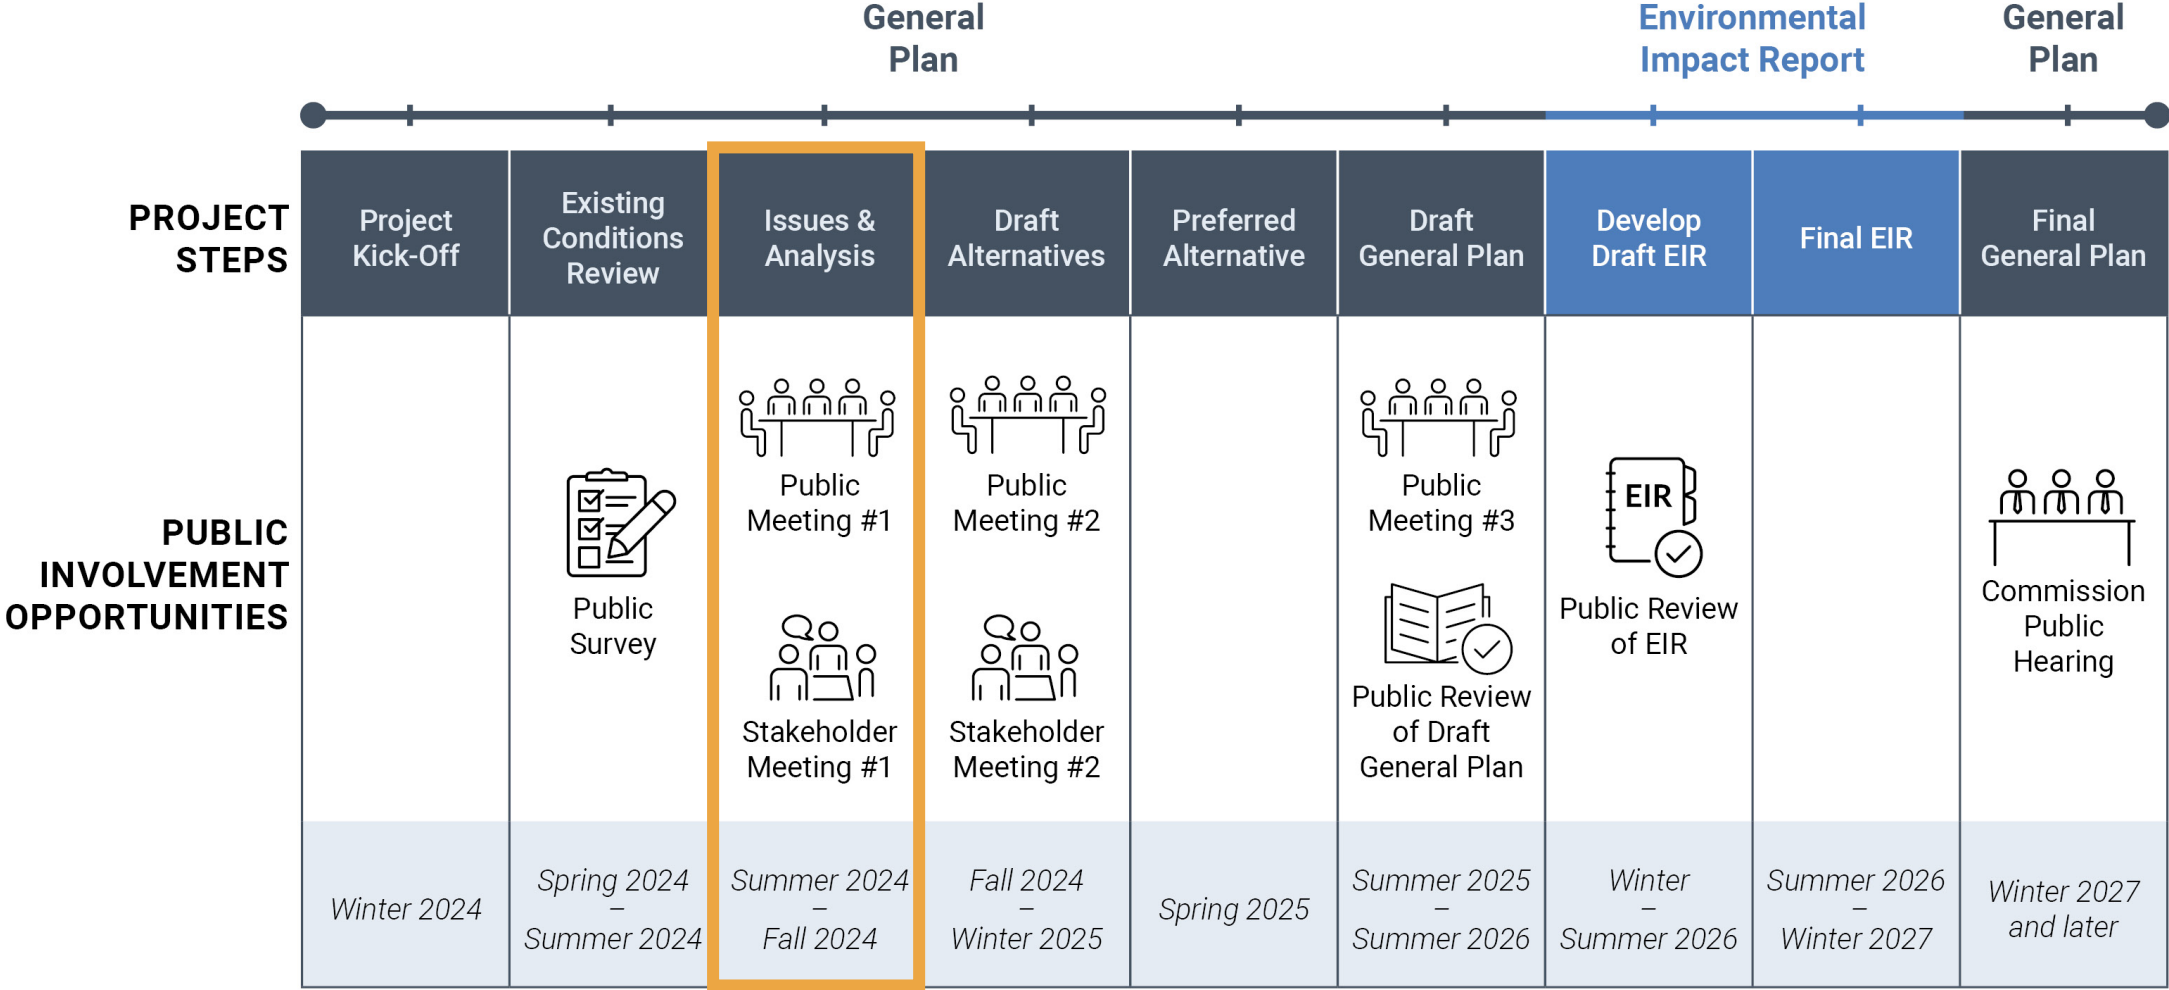 General
Plan
Environmental
Impact Report
General
Plan
PROJECT
STEPS
Project
Kick-Off
Existing
Conditions
Review
Issues &
Analysis
Draft
Alternatives
Preferred
Alternative
Draft
General Plan
Develop
Draft EIR
Final EIR
Final
General Plan
PUBLIC
INVOLVEMENT
OPPORTUNITIES
Public
Survey
Public
Meeting #1
Stakeholder
Meeting #1
Public
Meeting #2
Stakeholder
Meeting #2
Public
Meeting #3
Public Review
of Draft
General Plan
EIR
Public Review
of EIR
Commission
Public
Hearing
Winter 2024
Spring 2024
–
Summer 2024
Summer 2024
–
Fall 2024
Fall 2024
–
Winter 2025
Spring 2025
Summer 2025
–
Summer 2026
Winter
–
Summer 2026
Summer 2026
–
Winter 2027
Winter 2027
and later